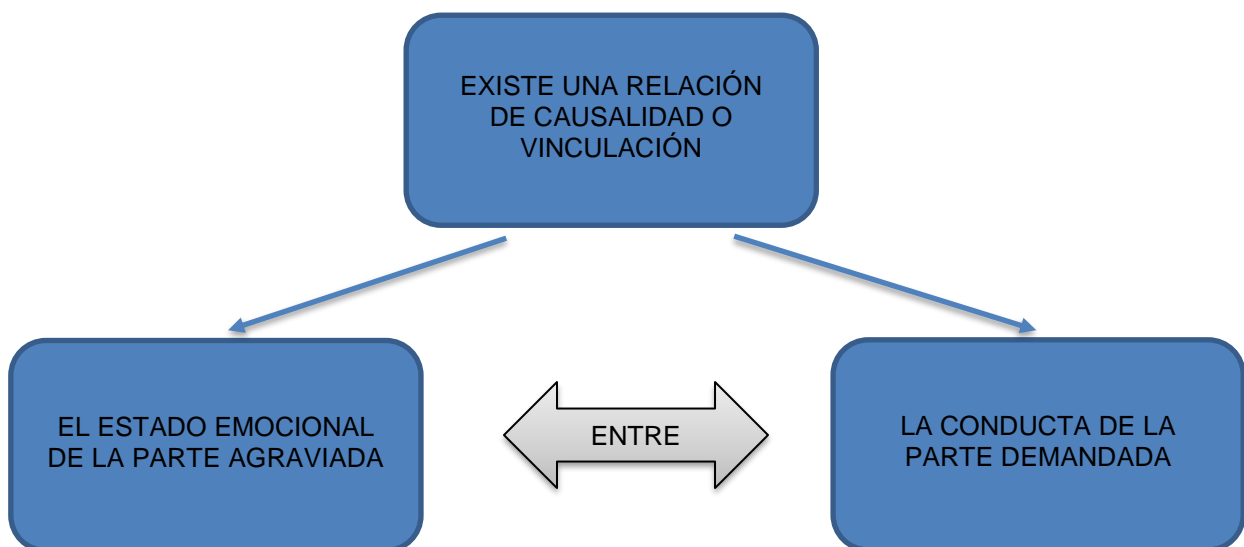 EXISTE UNA RELACIÓN
DE CAUSALIDAD O
VINCULACIÓN
EL ESTADO EMOCIONAL
DE LA PARTE AGRAVIADA
ENTRE
LA CONDUCTA DE LA
PARTE DEMANDADA